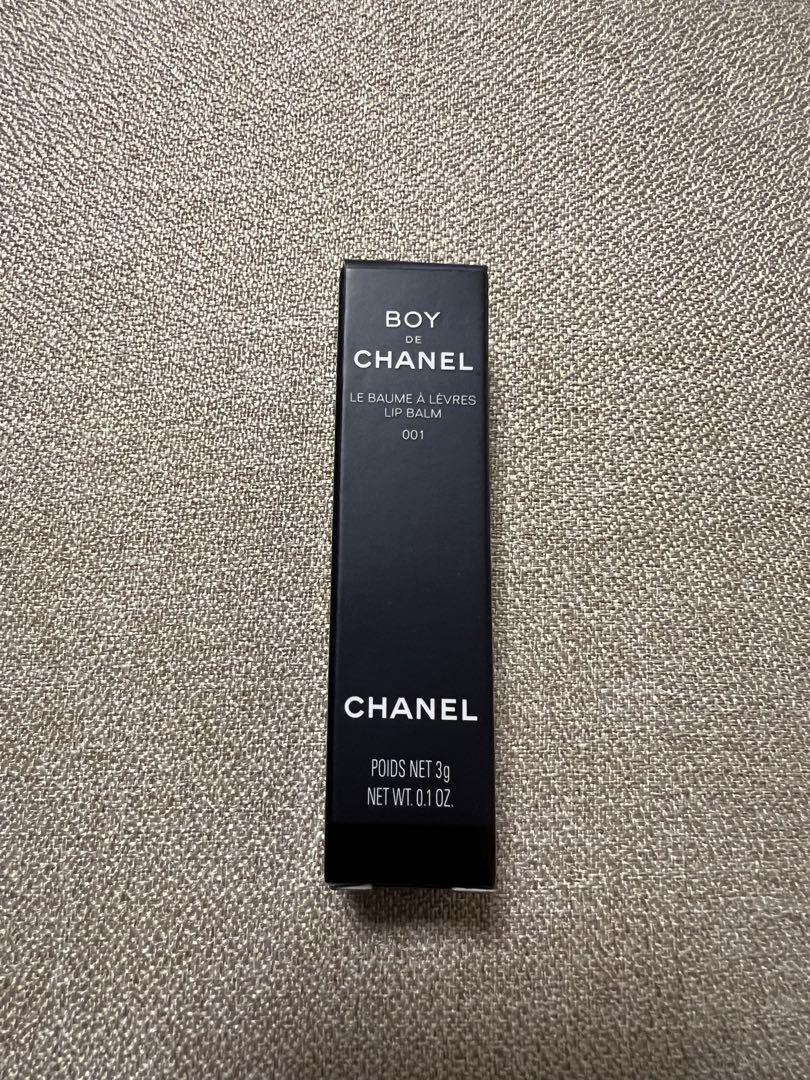 BOY
DE
CHANEL
LE BAUME À LÈVRES
LIP BALM
001
CHANEL
POIDS NET 3g
NET WT. 0.1 OZ.